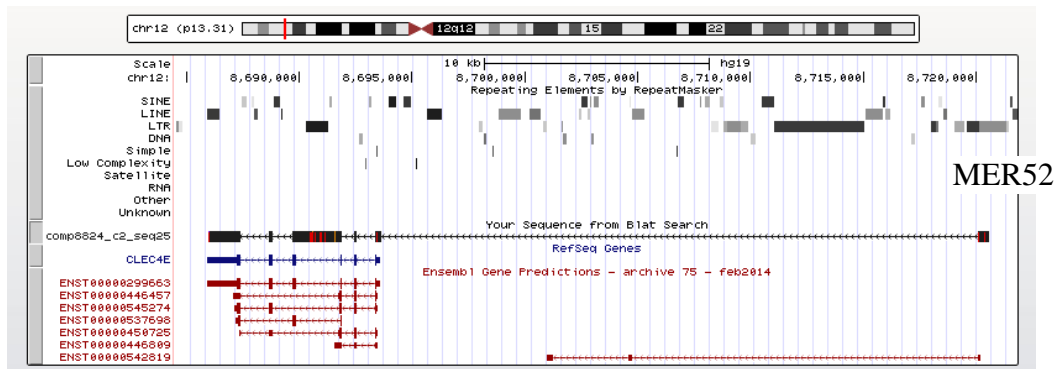 chr12 (p13.31) 12q12 15 22
Scale 10 kb hg19
chr12: 8,690,000 8,695,000 8,700,000 8,705,000 8,710,000 8,715,000 8,720,000
Repeating Elements by RepeatMasker
SINE
LINE
LTR
DNA
Simple
Low Complexity
Satellite
RNA
Other
Unknown
MER52
Your Sequence from Blat Search
comp8824_c2_seq25
RefSeq Genes
CLEC4E
Ensembl Gene Predictions - archive 75 - feb2014
ENST00000299663
ENST00000446457
ENST00000545274
ENST00000537698
ENST00000450725
ENST00000446809
ENST00000542819